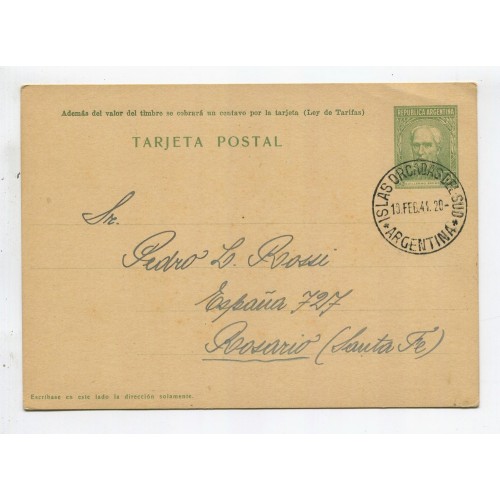 Además del valor del timbre se cobrará un centavo por la tarjeta (Ley de Tarifas)
REPUBLICA ARGENTINA
TARJETA POSTAL
ISLAS ORCADAS DEL SUD
10.FEB.41.20-
* ARGENTINA *
Sr.
Pedro L. Rossi
España 727
Rosario (Santa Fé)
Escríbase en este lado la dirección solamente.